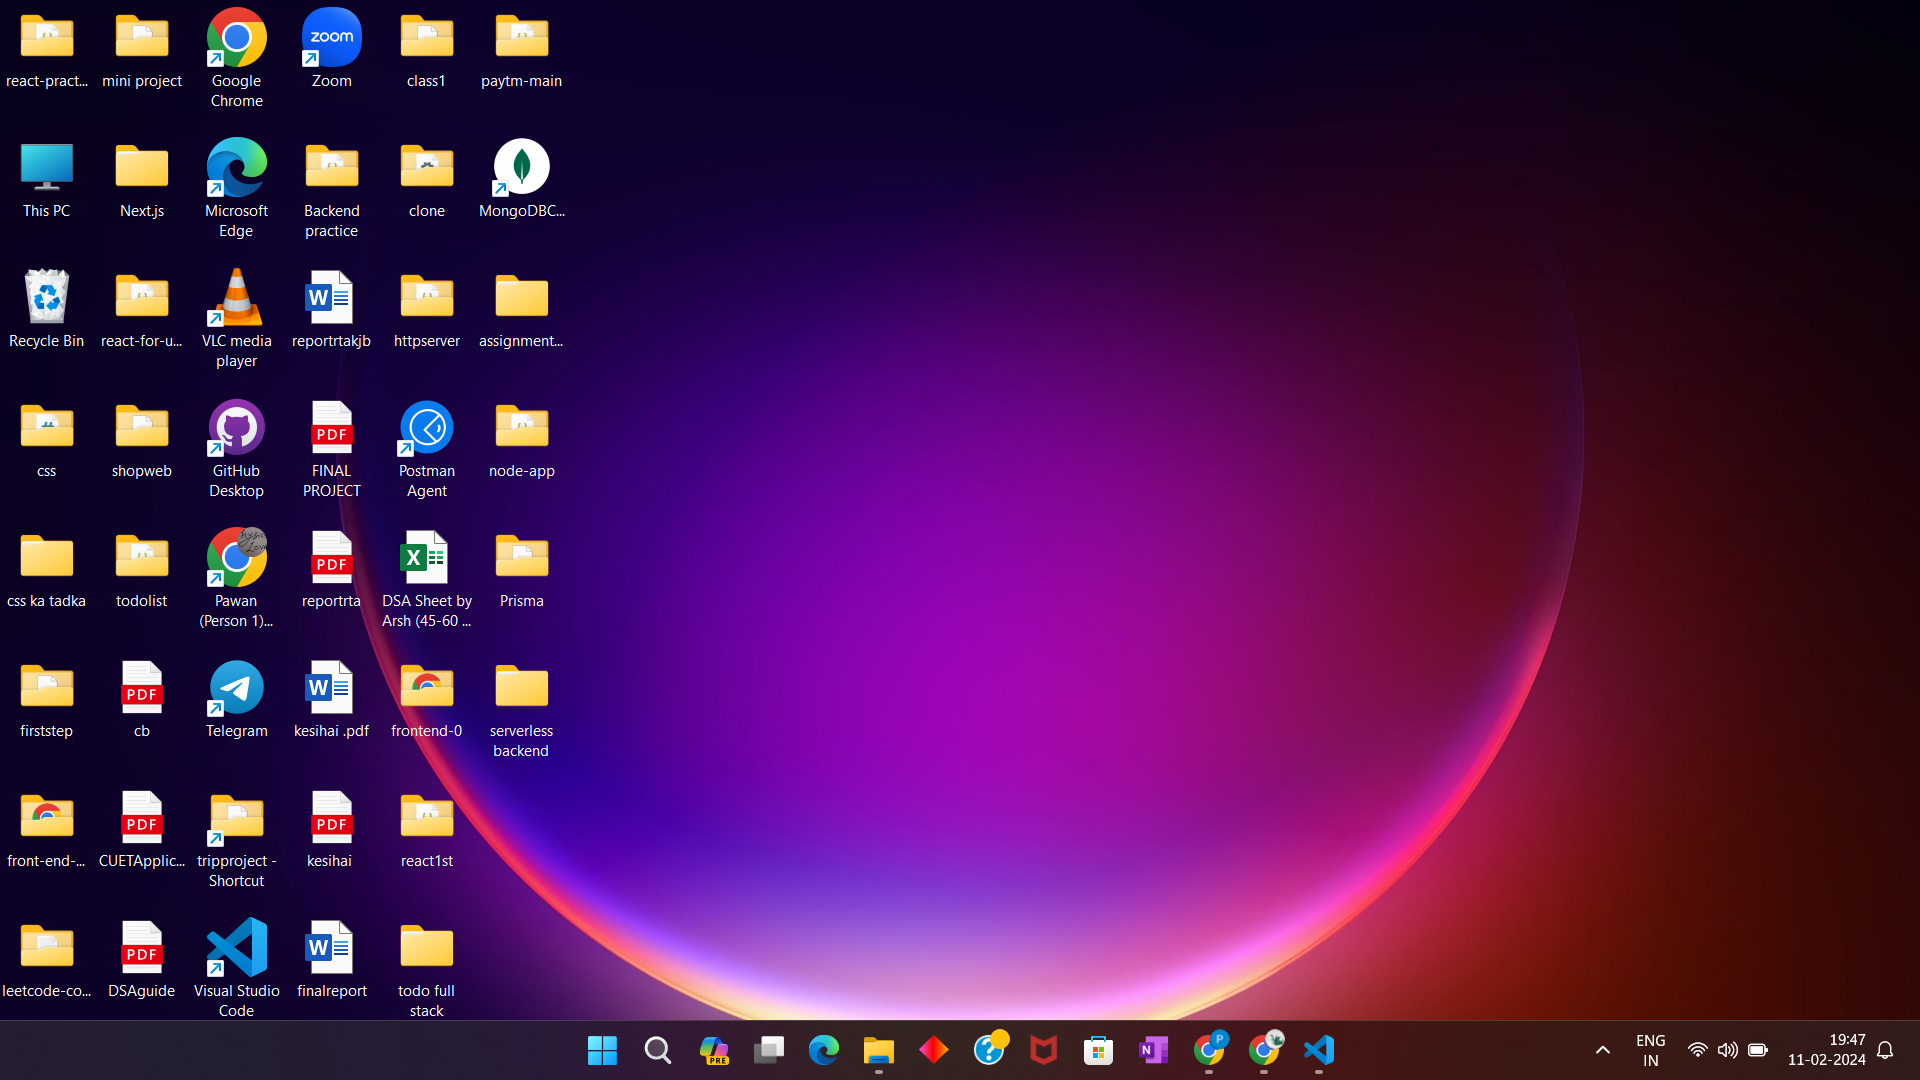 react-pract...
mini project
Google
Chrome
zoom
Zoom
class1
paytm-main
This PC
Next.js
Microsoft
Edge
Backend
practice
clone
MongoDBC...
Recycle Bin
react-for-u...
VLC media
player
W
reportrtakjb
httpserver
assignment...
css
shopweb
GitHub
Desktop
PDF
FINAL
PROJECT
Postman
Agent
node-app
css ka tadka
todolist
Pawan
(Person 1)...
PDF
reportrta
X
DSA Sheet by
Arsh (45-60 ...
Prisma
firststep
PDF
cb
Telegram
W
kesihai .pdf
frontend-0
serverless
backend
front-end-...
PDF
CUETApplic...
tripproject -
Shortcut
PDF
kesihai
react1st
leetcode-co...
PDF
DSAguide
Visual Studio
Code
W
finalreport
todo full
stack
PRE
?
N
P
ENG
IN
19:47
11-02-2024